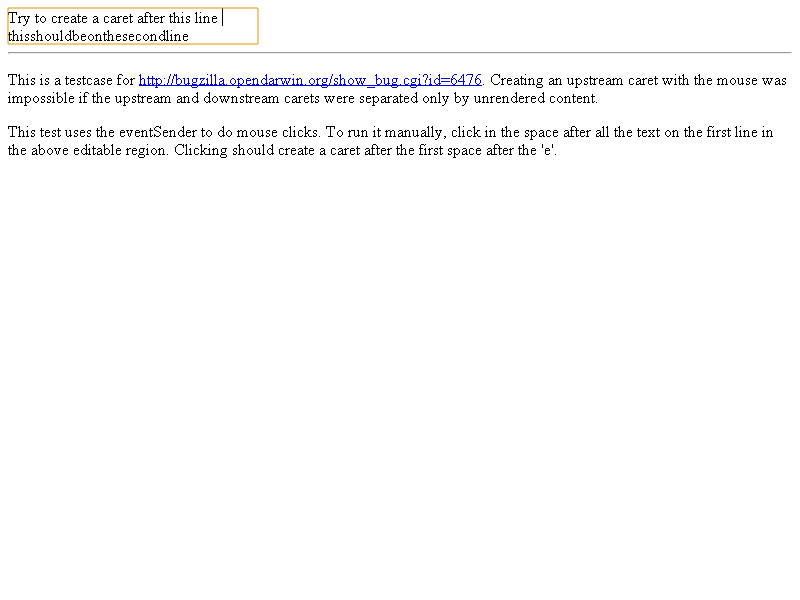 Try to create a caret after this line
thisshouldbeonthesecondline
This is a testcase for http://bugzilla.opendarwin.org/show_bug.cgi?id=6476. Creating an upstream caret with the mouse was
impossible if the upstream and downstream carets were separated only by unrendered content.
This test uses the eventSender to do mouse clicks. To run it manually, click in the space after all the text on the first line in
the above editable region. Clicking should create a caret after the first space after the 'e'.